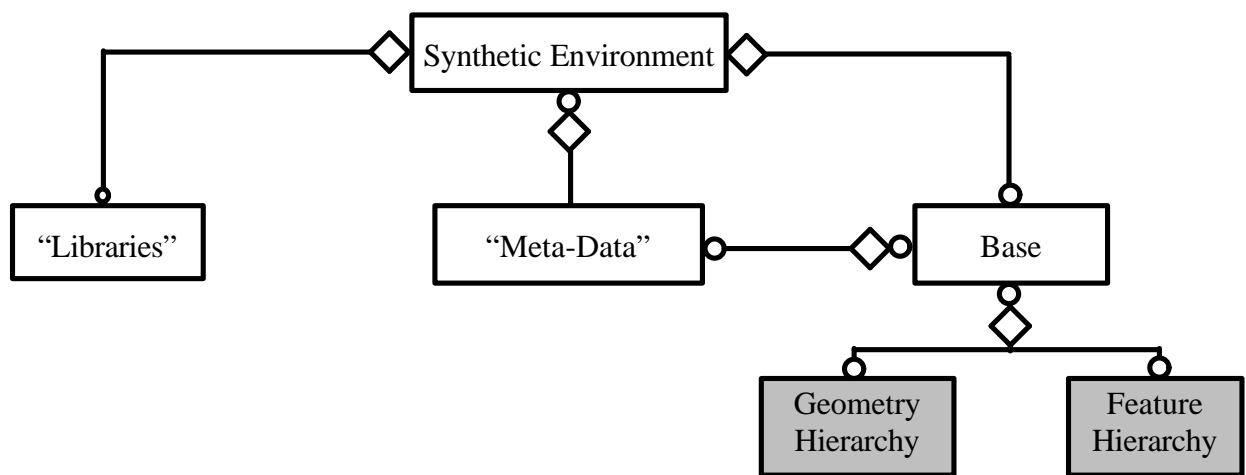 Synthetic Environment
“Libraries”
“Meta-Data”
Base
Geometry
Hierarchy
Feature
Hierarchy